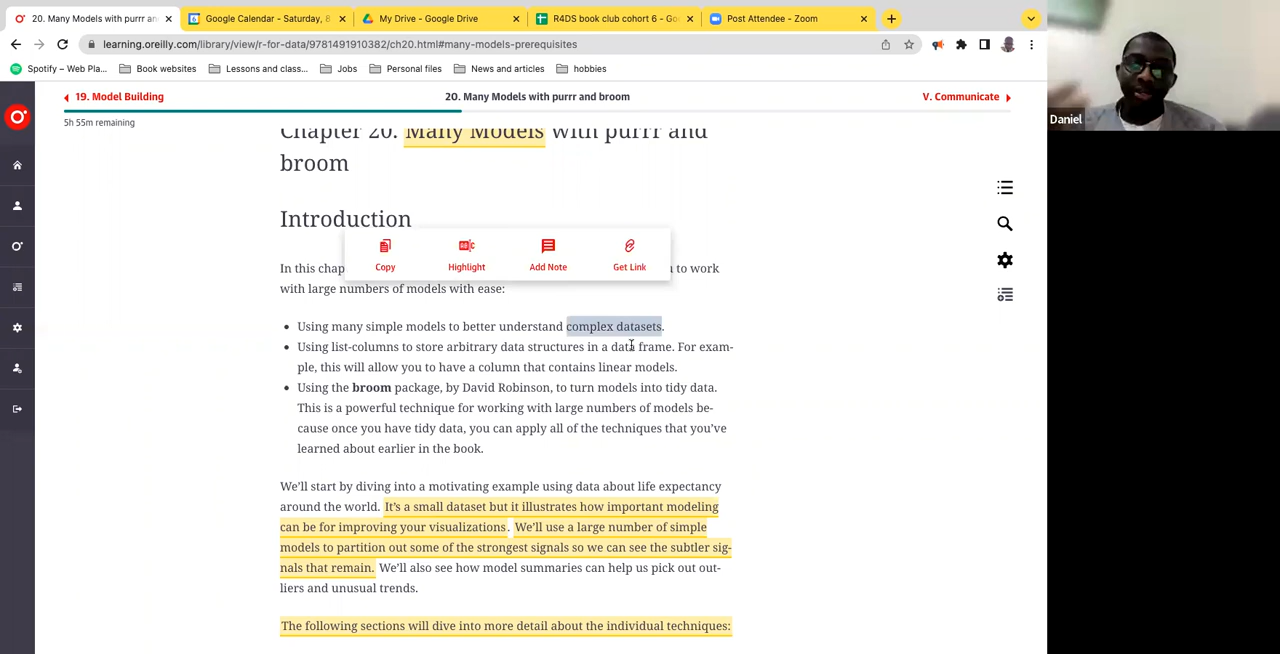 20. Many Models with purrr an
Google Calendar - Saturday, 8
My Drive - Google Drive
R4DS book club cohort 6 - Go
Post Attendee - Zoom
learning.oreilly.com/library/view/r-for-data/9781491910382/ch20.html#many-models-prerequisites
Spotify – Web Pla...
Book websites
Lessons and class...
Jobs
Personal files
News and articles
hobbies
19. Model Building
20. Many Models with purrr and broom
V. Communicate
5h 55m remaining
Daniel
Chapter 20. Many Models with purrr and
broom
Introduction
Copy
Highlight
Add Note
Get Link
In this chap
to work
with large numbers of models with ease:
• Using many simple models to better understand complex datasets.
• Using list-columns to store arbitrary data structures in a data frame. For exam-
ple, this will allow you to have a column that contains linear models.
• Using the broom package, by David Robinson, to turn models into tidy data.
This is a powerful technique for working with large numbers of models be-
cause once you have tidy data, you can apply all of the techniques that you’ve
learned about earlier in the book.
We’ll start by diving into a motivating example using data about life expectancy
around the world. It’s a small dataset but it illustrates how important modeling
can be for improving your visualizations. We’ll use a large number of simple
models to partition out some of the strongest signals so we can see the subtler sig-
nals that remain. We’ll also see how model summaries can help us pick out out-
liers and unusual trends.
The following sections will dive into more detail about the individual techniques: